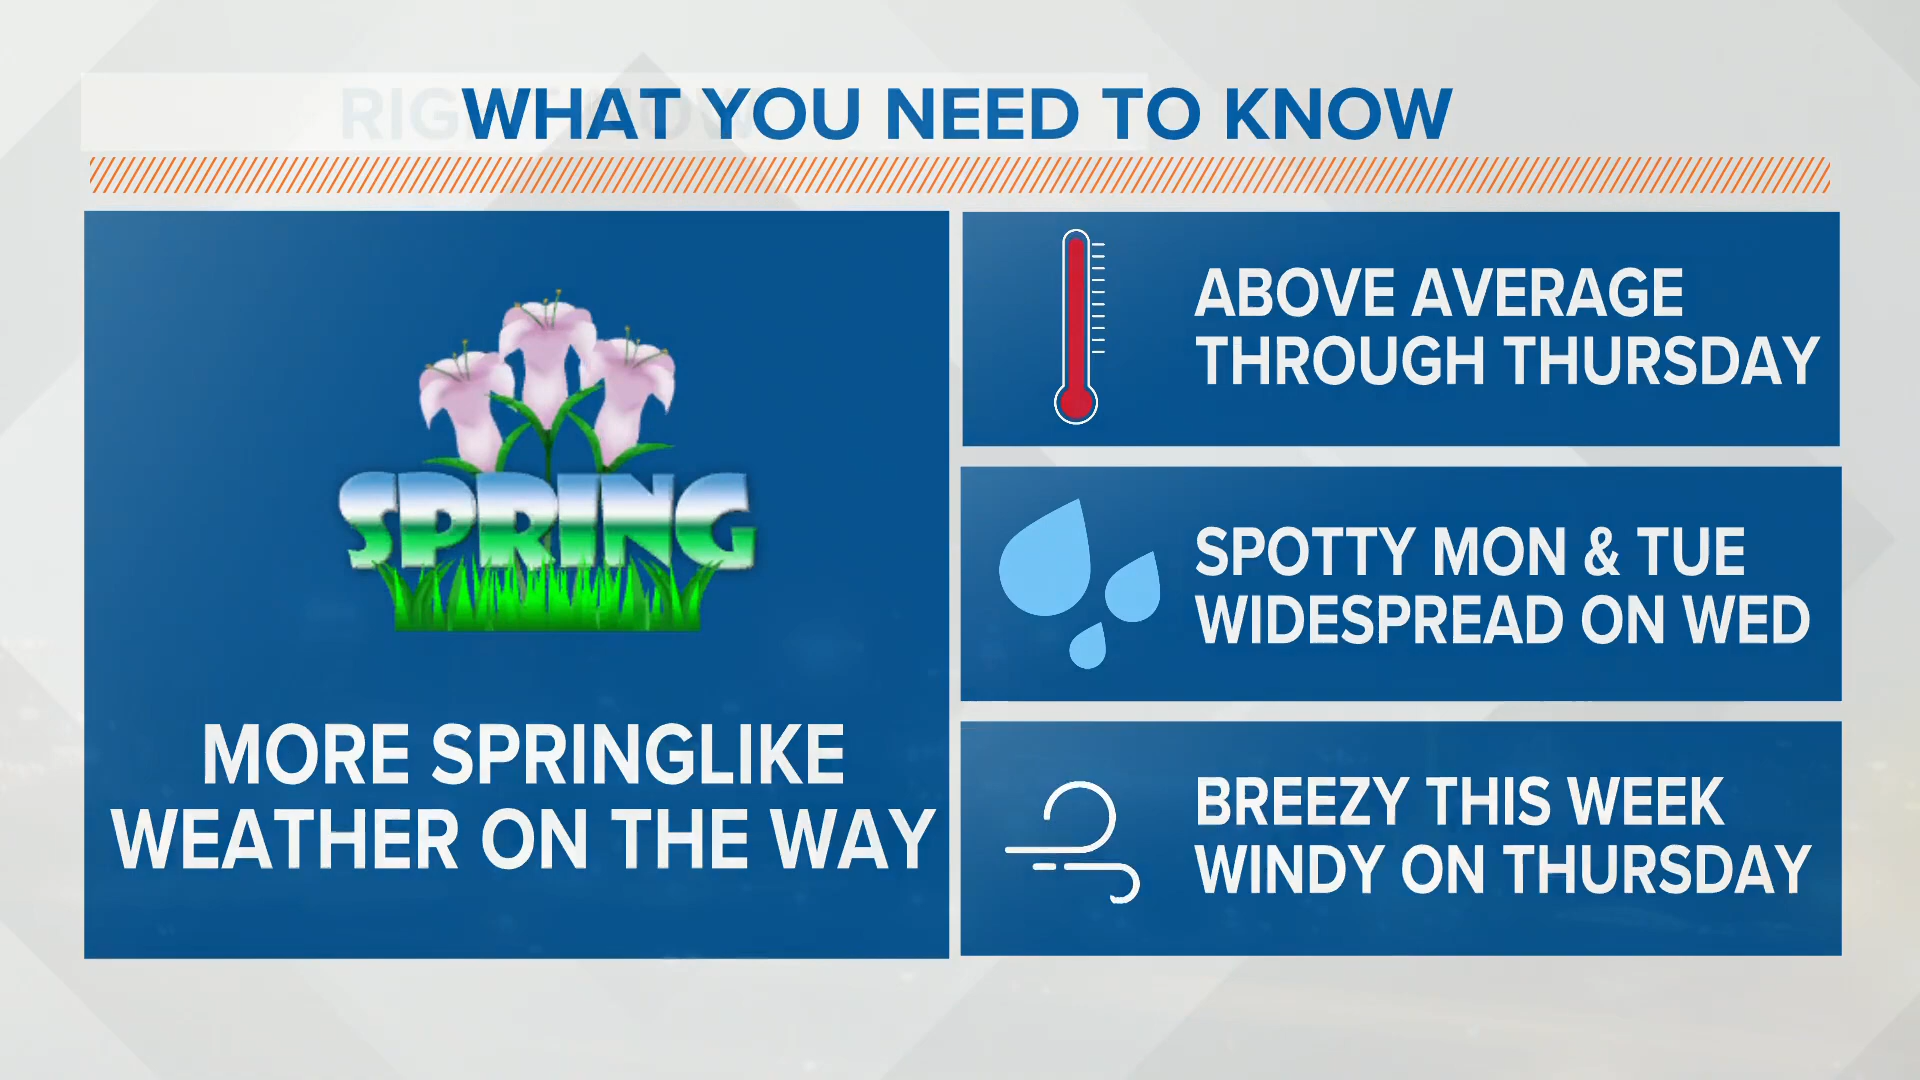 WHAT YOU NEED TO KNOW
SPRING
MORE SPRINGLIKE
WEATHER ON THE WAY
ABOVE AVERAGE
THROUGH THURSDAY
SPOTTY MON & TUE
WIDESPREAD ON WED
BREEZY THIS WEEK
WINDY ON THURSDAY